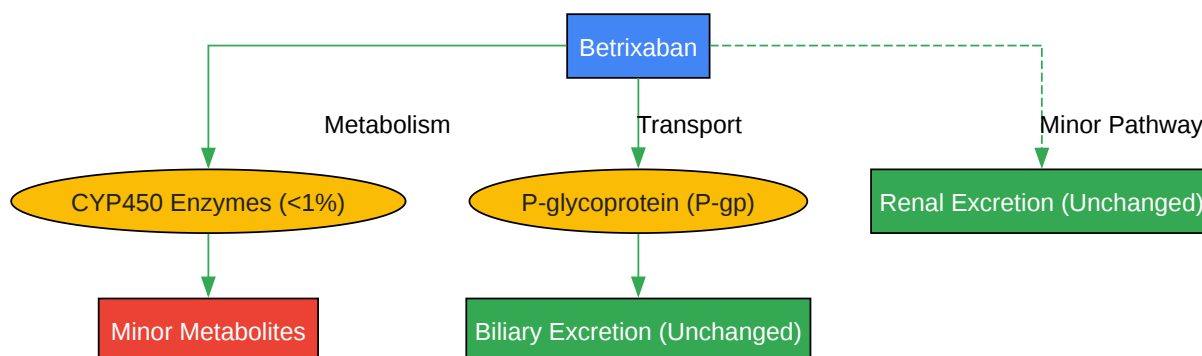 Betrixaban
Metabolism
Transport
Minor Pathway
CYP450 Enzymes (<1%)
P-glycoprotein (P-gp)
Renal Excretion (Unchanged)
Minor Metabolites
Biliary Excretion (Unchanged)